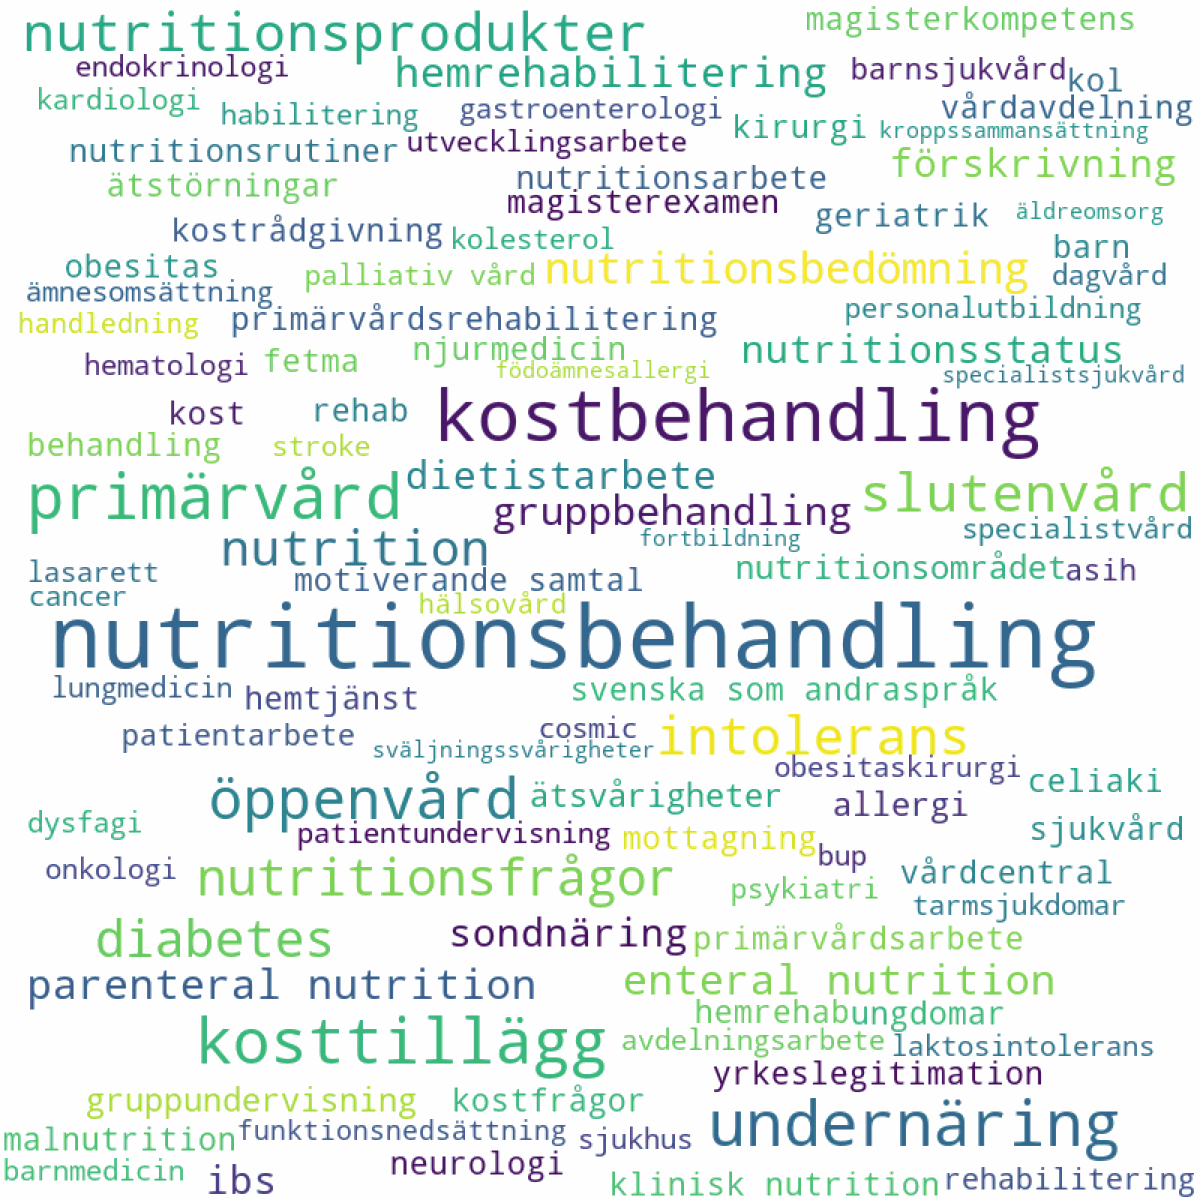 nutritionsprodukter
magisterkompetens
endokrinologi
hemrehabilitering
barnsjukvård
kol
kardiologi
habilitering
gastroenterologi
vårdavdelning
kirurgi
kroppssammansättning
nutritionsrutiner
utvecklingsarbete
förskrivning
ätstörningar
nutritionsarbete
magisterexamen
geriatrik
äldreomsorg
kostrådgivning
kolesterol
barn
obesitas
palliativ vård
nutritionsbedömning
dagvård
ämnesomsättning
personalutbildning
handledning
primärvårdsrehabilitering
njurmedicin
nutritionsstatus
hematologi
fetma
födoämnesallergi
specialistsjukvård
kost
rehab
kostbehandling
behandling
stroke
dietistarbete
primärvård
slutenvård
gruppbehandling
specialistvård
nutrition
fortbildning
lasarett
motiverande samtal
nutritionsområdet
asih
cancer
hälsovård
nutritionsbehandling
lungmedicin
hemtjänst
svenska som andraspråk
patientarbete
cosmic
intolerans
sväljningssvårigheter
obesitaskirurgi
celiaki
öppenvård
ätsvårigheter
allergi
dysfagi
patientundervisning
mottagning
sjukvård
onkologi
nutritionsfrågor
bup
vårdcentral
psykiatri
tarmsjukdomar
diabetes
sondnäring
primärvårdsarbete
parenteral nutrition
enteral nutrition
hemrehab
ungdomar
kosttillägg
avdelningsarbete
laktosintolerans
yrkeslegitimation
gruppundervisning
kostfrågor
undernäring
malnutrition
funktionsnedsättning
sjukhus
barnmedicin
ibs
neurologi
klinisk nutrition
rehabilitering